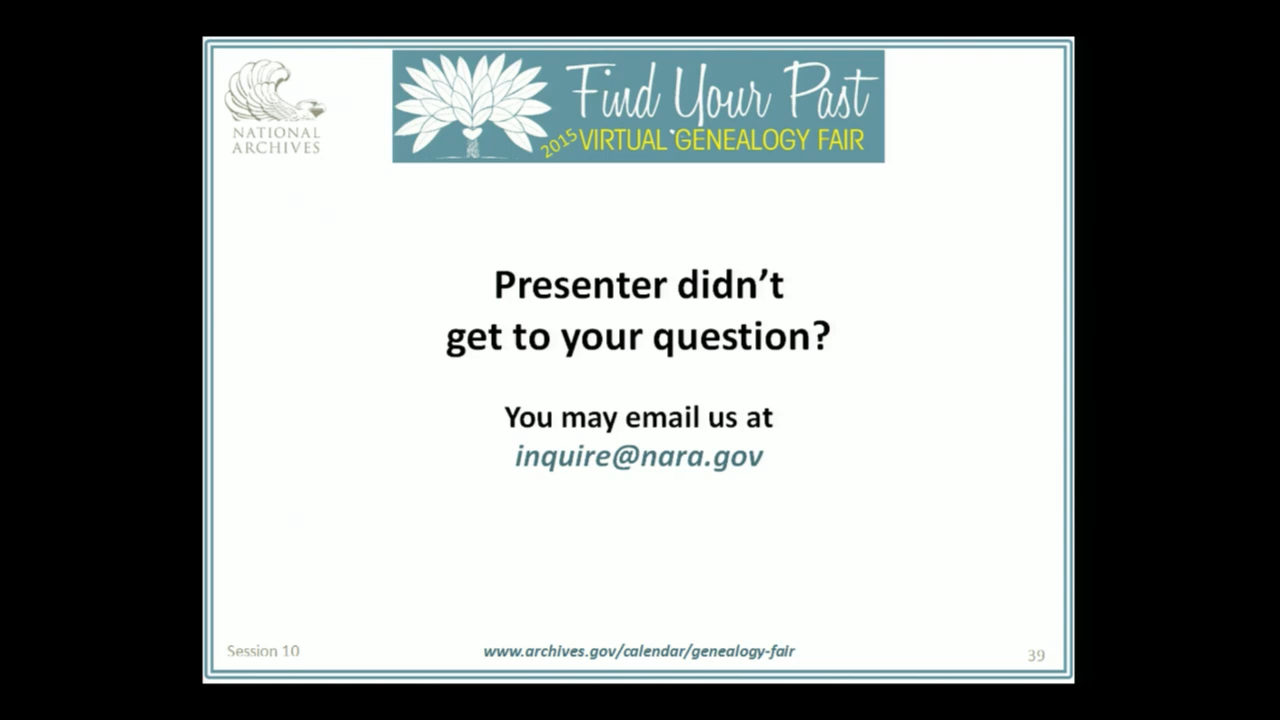 NATIONAL
ARCHIVES
Find Your Past
2015 VIRTUAL GENEALOGY FAIR
Presenter didn’t
get to your question?
You may email us at
inquire@nara.gov
Session 10
www.archives.gov/calendar/genealogy-fair
39